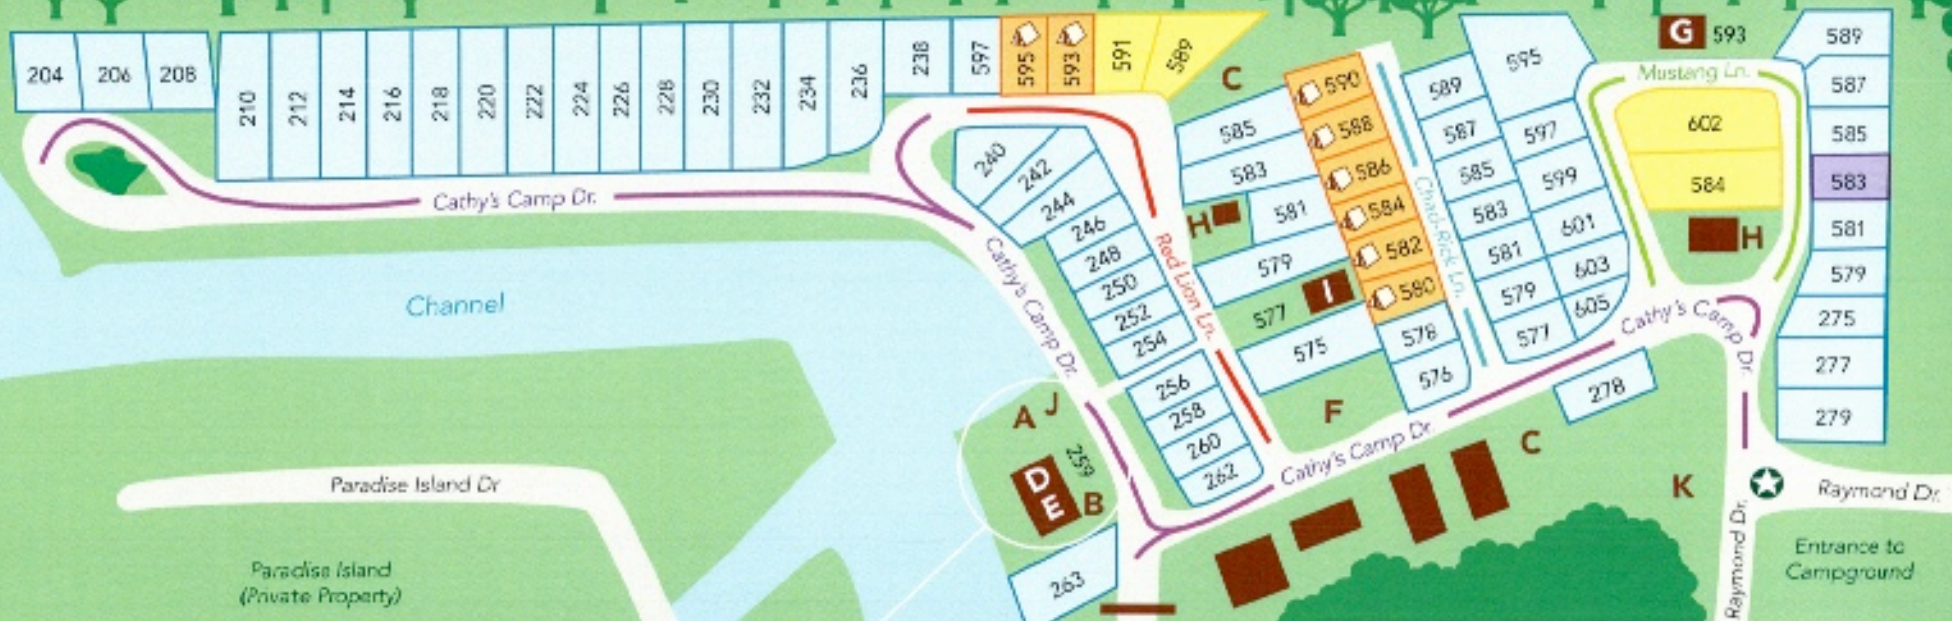 204
206
208
210
212
214
216
218
220
222
224
226
228
230
232
234
236
238
597
595
593
591
589
C
G
593
589
587
585
583
581
579
275
277
279
Mustang Ln.
602
584
H
595
597
599
601
603
605
589
587
585
583
581
579
577
Chad-Rick Ln.
590
588
586
584
582
580
578
576
585
583
H
581
579
577
I
575
F
Red Lion Ln.
240
242
244
246
248
250
252
254
256
258
260
262
Cathy's Camp Dr.
Cathy's Camp Dr.
Cathy's Camp Dr.
Cathy's Camp Dr.
278
C
K
Channel
A
J
259
D
E
B
263
Paradise Island Dr
Paradise Island
(Private Property)
Raymond Dr.
Raymond Dr.
Entrance to
Campground